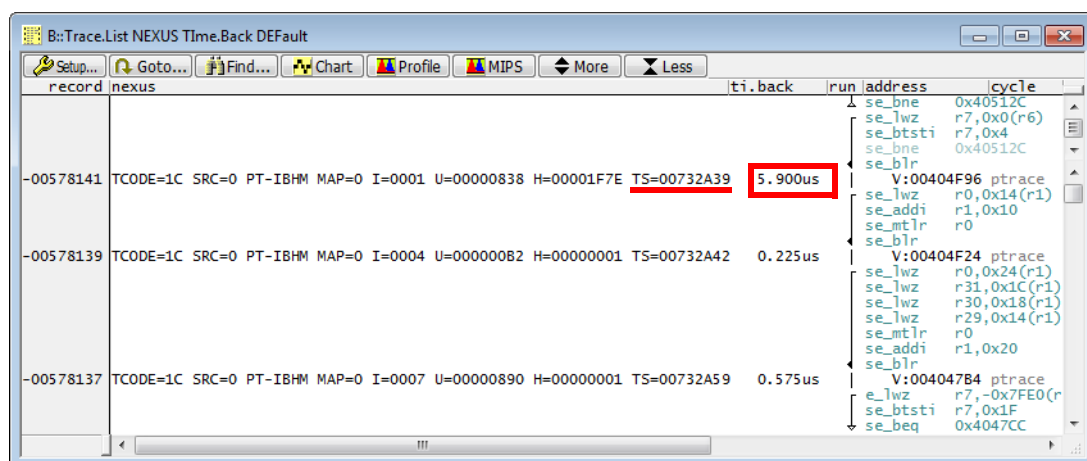 B::Trace.List NEXUS TIme.Back DEFault
Setup... Goto... Find... Chart Profile MIPS More Less
record nexus ti.back run address cycle
se_bne 0x40512C
se_lwz r7,0x0(r6)
se_btsti r7,0x4
se_bne 0x40512C
se_blr
-00578141 TCODE=1C SRC=0 PT-IBHM MAP=0 I=0001 U=00000838 H=00001F7E TS=00732A39 5.900us V:00404F96 ptrace
se_lwz r0,0x14(r1)
se_addi r1,0x10
se_mtlr r0
se_blr
-00578139 TCODE=1C SRC=0 PT-IBHM MAP=0 I=0004 U=000000B2 H=00000001 TS=00732A42 0.225us V:00404F24 ptrace
se_lwz r0,0x24(r1)
se_lwz r31,0x1C(r1)
se_lwz r30,0x18(r1)
se_lwz r29,0x14(r1)
se_mtlr r0
se_addi r1,0x20
se_blr
-00578137 TCODE=1C SRC=0 PT-IBHM MAP=0 I=0007 U=00000890 H=00000001 TS=00732A59 0.575us V:004047B4 ptrace
e_lwz r7,-0x7FE0(r
se_btsti r7,0x1F
se_beq 0x4047CC